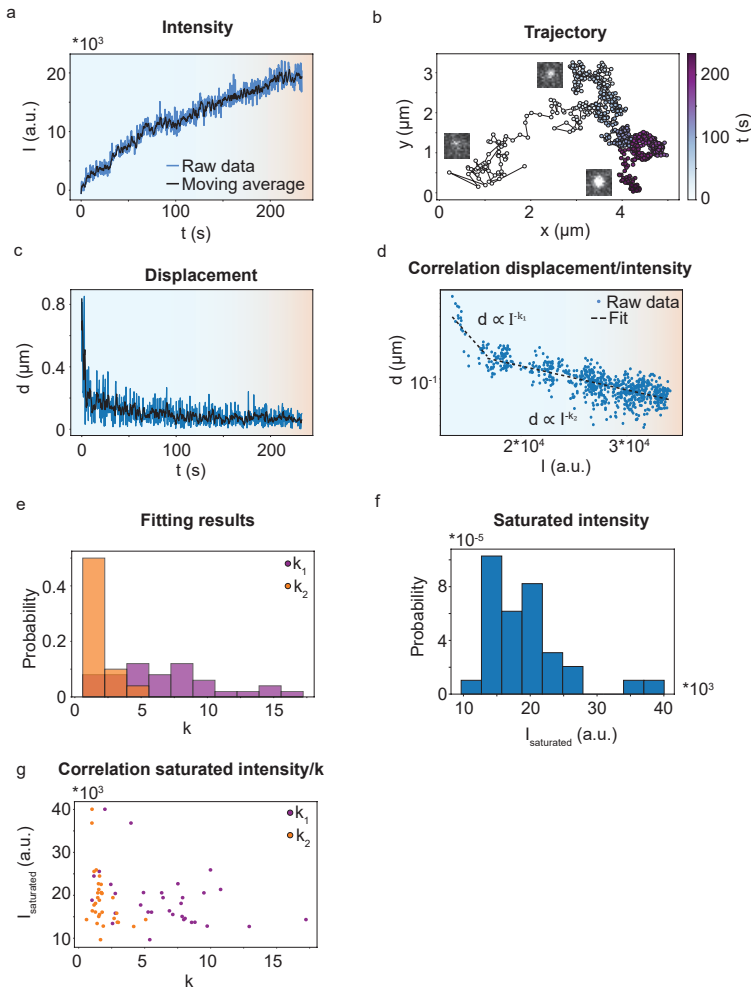 a
Intensity
*10³
20
10
0
I (a.u.)
Raw data
Moving average
0
100
200
t (s)
b
Trajectory
3
2
1
0
y (µm)
0
2
4
x (µm)
200
100
0
t (s)
c
Displacement
0.8
0.4
0
d (µm)
0
100
200
t (s)
d
Correlation displacement/intensity
Raw data
Fit
d ∝ I^-k₁
d ∝ I^-k₂
10⁻¹
d (µm)
2*10⁴
3*10⁴
I (a.u.)
e
Fitting results
k₁
k₂
0.4
0.2
0
Probability
0
5
10
15
k
f
Saturated intensity
*10⁻⁵
8
4
0
Probability
10
20
30
40
*10³
I_saturated (a.u.)
g
Correlation saturated intensity/k
*10³
40
30
20
10
I_saturated (a.u.)
k₁
k₂
0
5
10
15
k